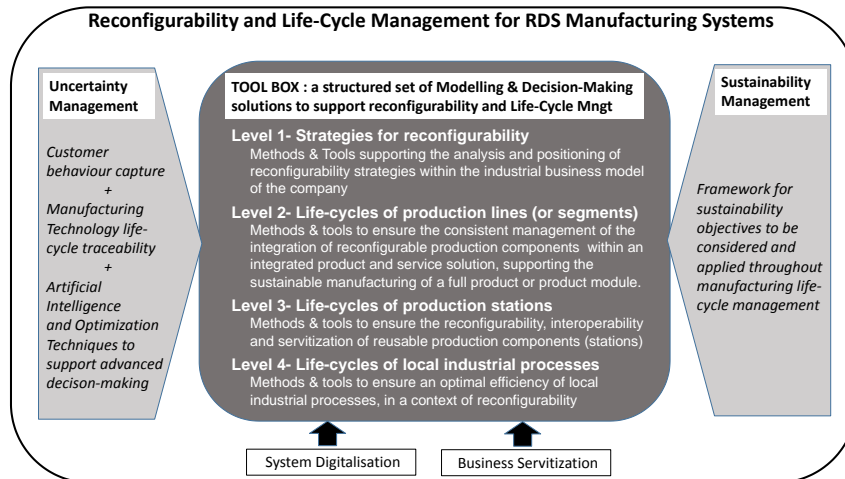 Reconfigurability and Life-Cycle Management for RDS Manufacturing Systems
Uncertainty
Management
Customer
behaviour capture
+
Manufacturing
Technology life-
cycle traceability
+
Artificial
Intelligence
and Optimization
Techniques to
support advanced
decison-making
TOOL BOX : a structured set of Modelling & Decision-Making
solutions to support reconfigurability and Life-Cycle Mngt
Level 1- Strategies for reconfigurability
Methods & Tools supporting the analysis and positioning of
reconfigurability strategies within the industrial business model
of the company
Level 2- Life-cycles of production lines (or segments)
Methods & tools to ensure the consistent management of the
integration of reconfigurable production components within an
integrated product and service solution, supporting the
sustainable manufacturing of a full product or product module.
Level 3- Life-cycles of production stations
Methods & tools to ensure the reconfigurability, interoperability
and servitization of reusable production components (stations)
Level 4- Life-cycles of local industrial processes
Methods & tools to ensure an optimal efficiency of local
industrial processes, in a context of reconfigurability
Sustainability
Management
Framework for
sustainability
objectives to be
considered and
applied throughout
manufacturing life-
cycle management
System Digitalisation
Business Servitization